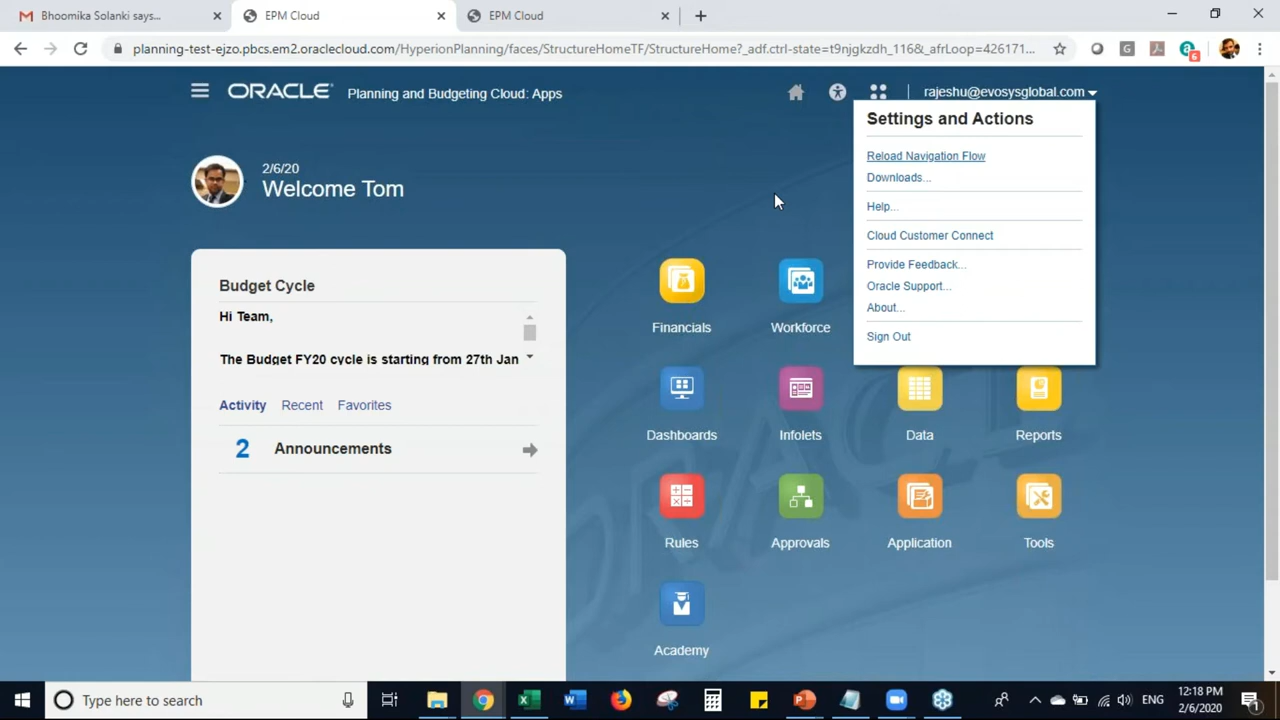 Bhoomika Solanki says...
EPM Cloud
EPM Cloud
planning-test-ejzo.pbcs.em2.oraclecloud.com/HyperionPlanning/faces/StructureHomeTF/StructureHome?_adf.ctrl-state=t9njgkzdh_116&_afrLoop=426171...
G
a
6
ORACLE
Planning and Budgeting Cloud: Apps
rajeshu@evosysglobal.com
Settings and Actions
Reload Navigation Flow
Downloads...
Help...
Cloud Customer Connect
Provide Feedback...
Oracle Support...
About...
Sign Out
2/6/20
Welcome Tom
Budget Cycle
Hi Team,
The Budget FY20 cycle is starting from 27th Jan
Activity
Recent
Favorites
2
Announcements
Financials
Workforce
Dashboards
Infolets
Data
Reports
Rules
Approvals
Application
Tools
Academy
ORACLE
Type here to search
ENG
12:18 PM
2/6/2020
1